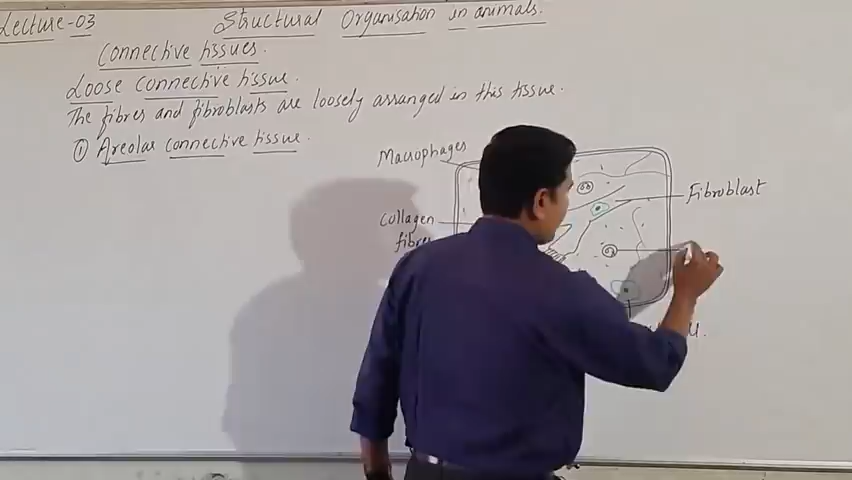 Lecture-03
Structural Organisation in animals.
Connective tissues.
Loose connective tissue.
The fibres and fibroblasts are loosely arranged in this tissue.
① Areolar connective tissue.
Macrophages
Fibroblast
Collagen
fibres